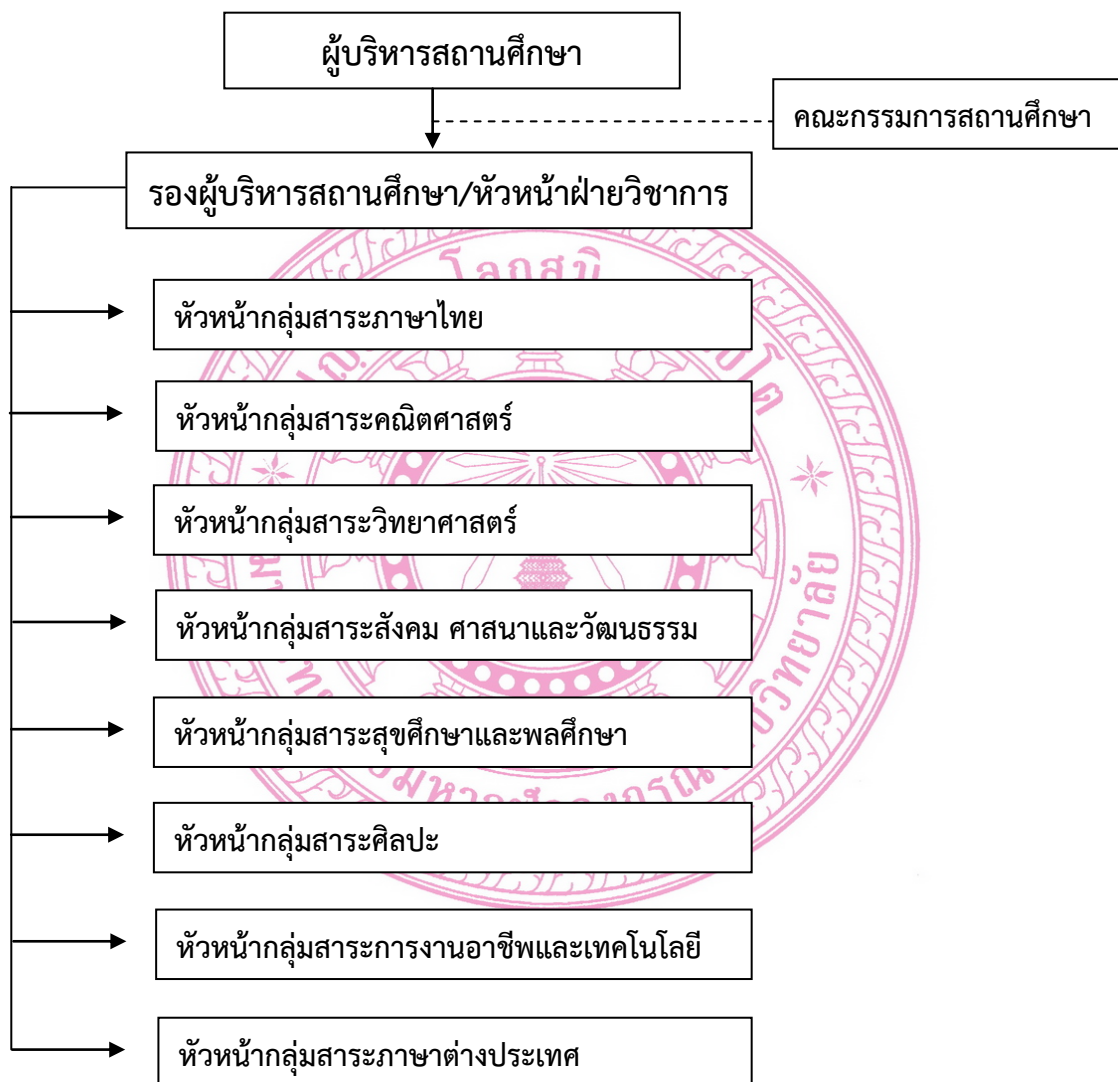 ผู้บริหารสถานศึกษา
คณะกรรมการสถานศึกษา
รองผู้บริหารสถานศึกษา/หัวหน้าฝ่ายวิชาการ
หัวหน้ากลุ่มสาระภาษาไทย
หัวหน้ากลุ่มสาระคณิตศาสตร์
หัวหน้ากลุ่มสาระวิทยาศาสตร์
หัวหน้ากลุ่มสาระสังคม ศาสนาและวัฒนธรรม
หัวหน้ากลุ่มสาระสุขศึกษาและพลศึกษา
หัวหน้ากลุ่มสาระศิลปะ
หัวหน้ากลุ่มสาระการงานอาชีพและเทคโนโลยี
หัวหน้ากลุ่มสาระภาษาต่างประเทศ